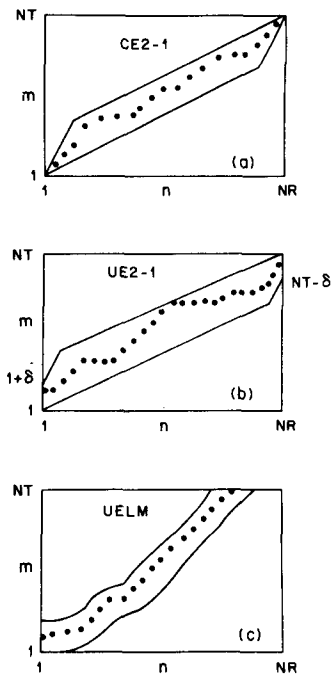 NT
CE2-1
m
(a)
1
1
n
NR
NT
UE2-1
NT-δ
m
1+δ
(b)
1
1
n
NR
NT
UELM
m
(c)
1
1
n
NR